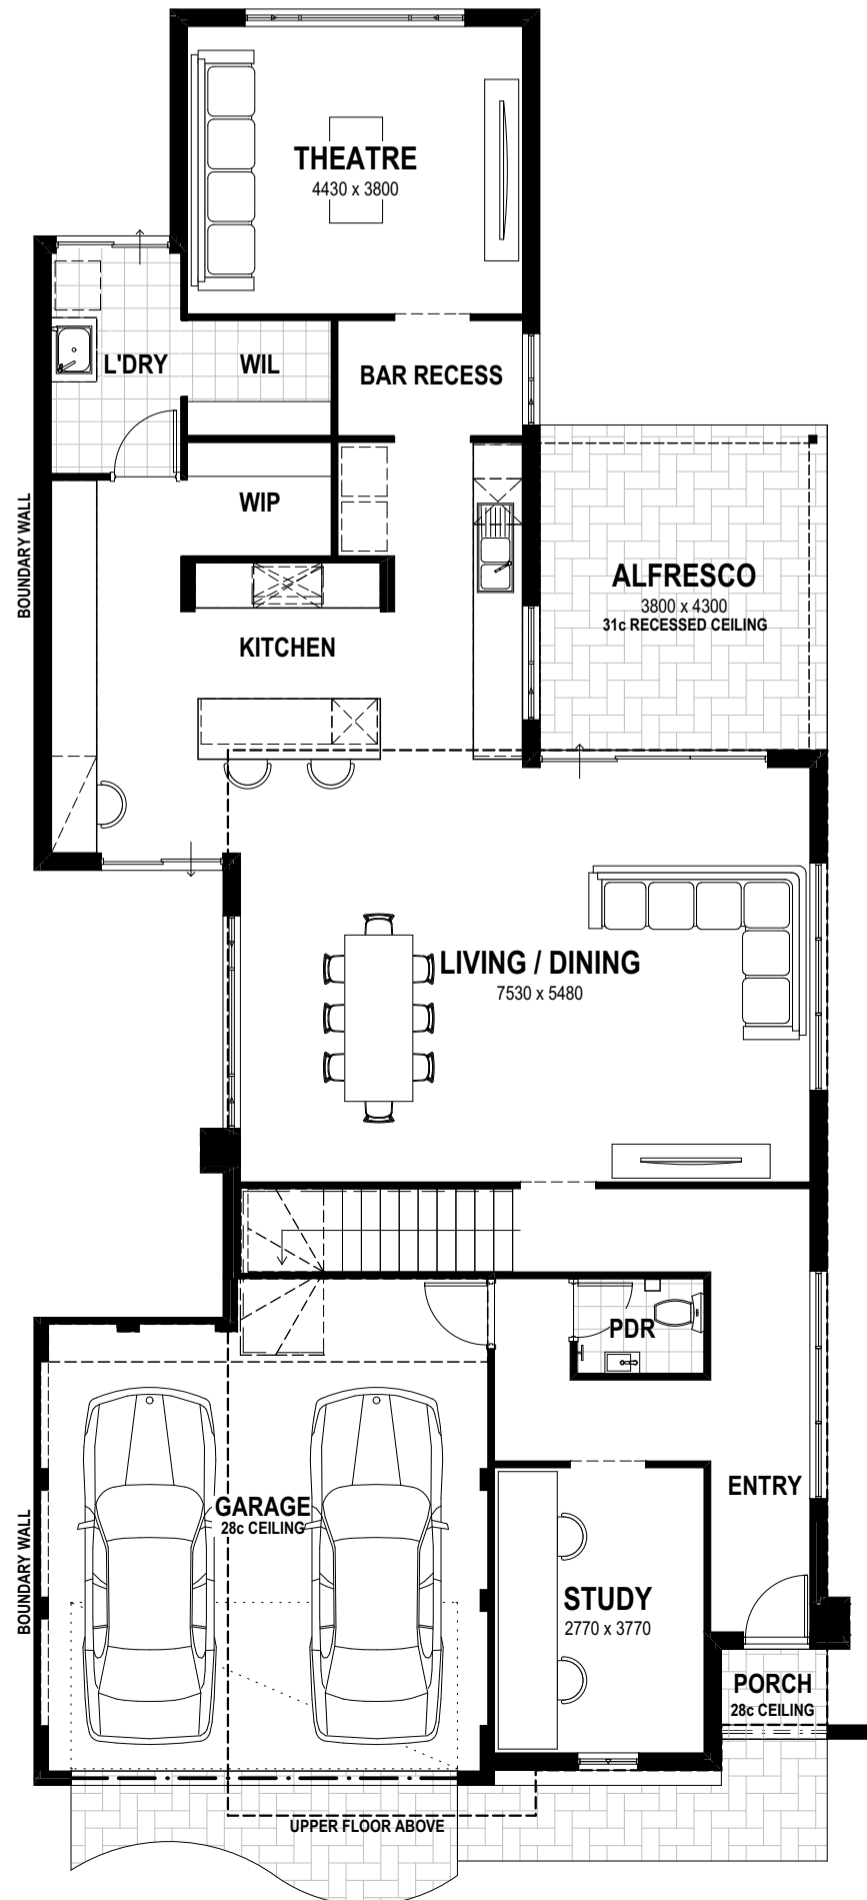 THEATRE
4430 x 3800
L'DRY
WIL
BAR RECESS
WIP
BOUNDARY WALL
ALFRESCO
3800 x 4300
31c RECESSED CEILING
KITCHEN
LIVING / DINING
7530 x 5480
PDR
ENTRY
GARAGE
28c CEILING
BOUNDARY WALL
STUDY
2770 x 3770
PORCH
28c CEILING
UPPER FLOOR ABOVE